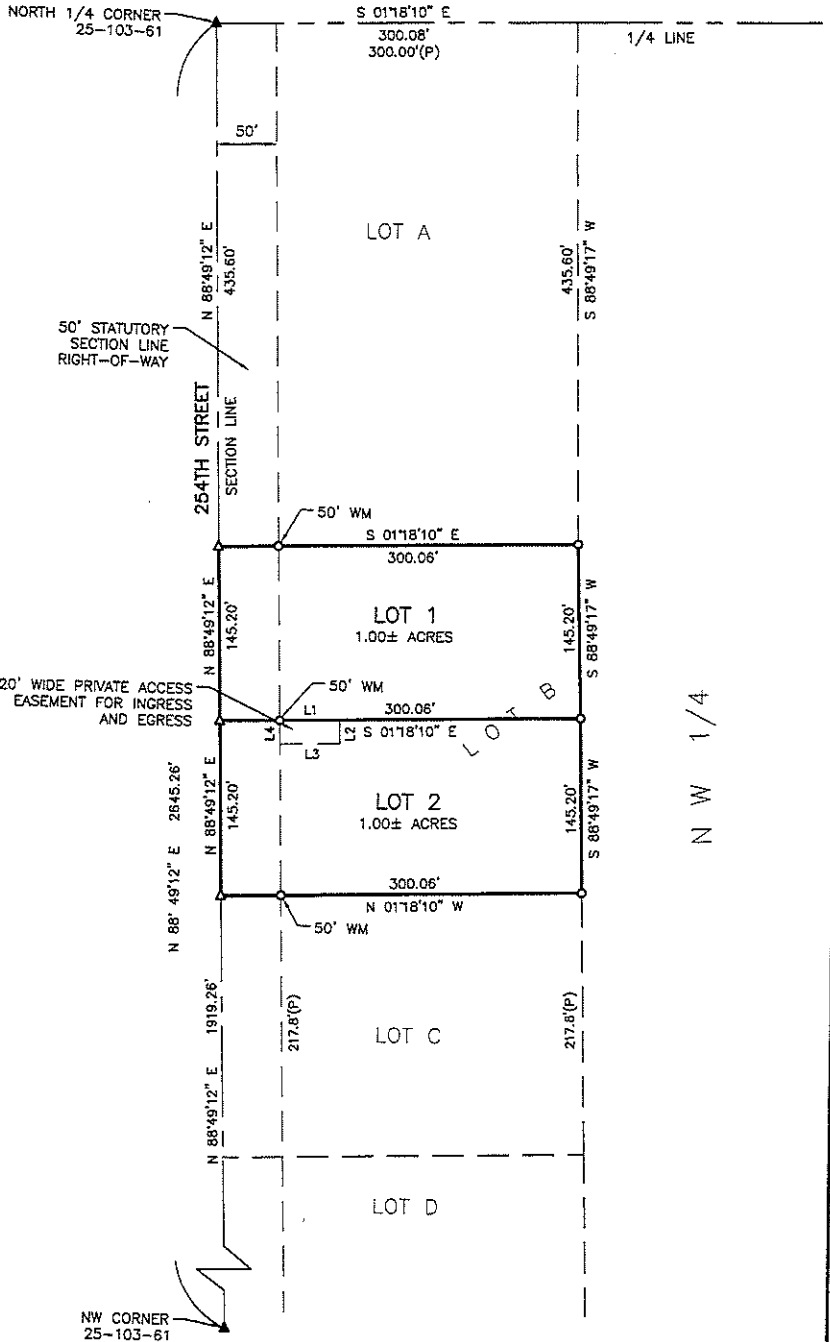 NORTH 1/4 CORNER
25-103-61
S 01°18'10" E
300.08'
300.00'(P)
1/4 LINE
50'
LOT A
N 88°49'12" E
435.60'
435.60'
S 88°49'17" W
50' STATUTORY
SECTION LINE
RIGHT-OF-WAY
254TH STREET
SECTION LINE
50' WM
S 01°18'10" E
300.06'
N 88°49'12" E
145.20'
LOT 1
1.00± ACRES
145.20'
S 88°49'17" W
20' WIDE PRIVATE ACCESS
EASEMENT FOR INGRESS
AND EGRESS
50' WM
L1
300.06'
L4
L2
S 01°18'10" E
L3
LOT B
NW 1/4
N 88°49'12" E
145.20'
LOT 2
1.00± ACRES
145.20'
S 88°49'17" W
N 88° 49'12" E 2645.26'
300.06'
N 01°18'10" W
50' WM
N 88°49'12" E 1919.26'
217.8'(P)
LOT C
217.8'(P)
LOT D
NW CORNER
25-103-61